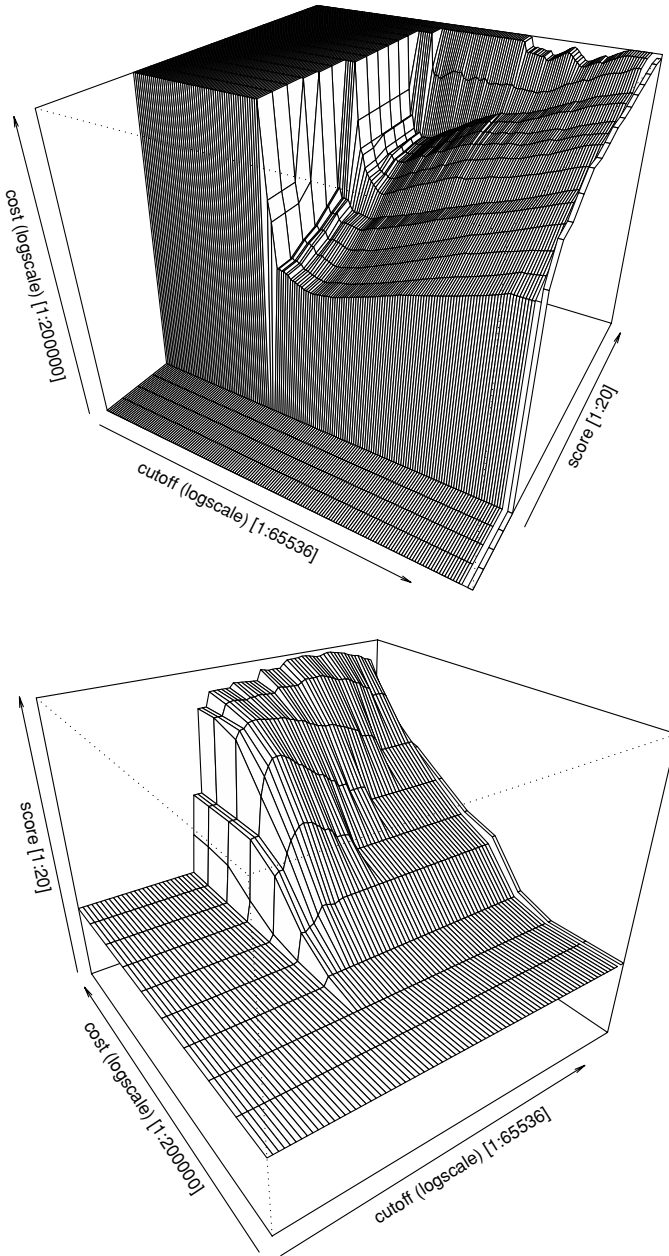 cost (logscale) [1:200000]
cutoff (logscale) [1:65536]
score [1:20]
score [1:20]
cost (logscale) [1:200000]
cutoff (logscale) [1:65536]